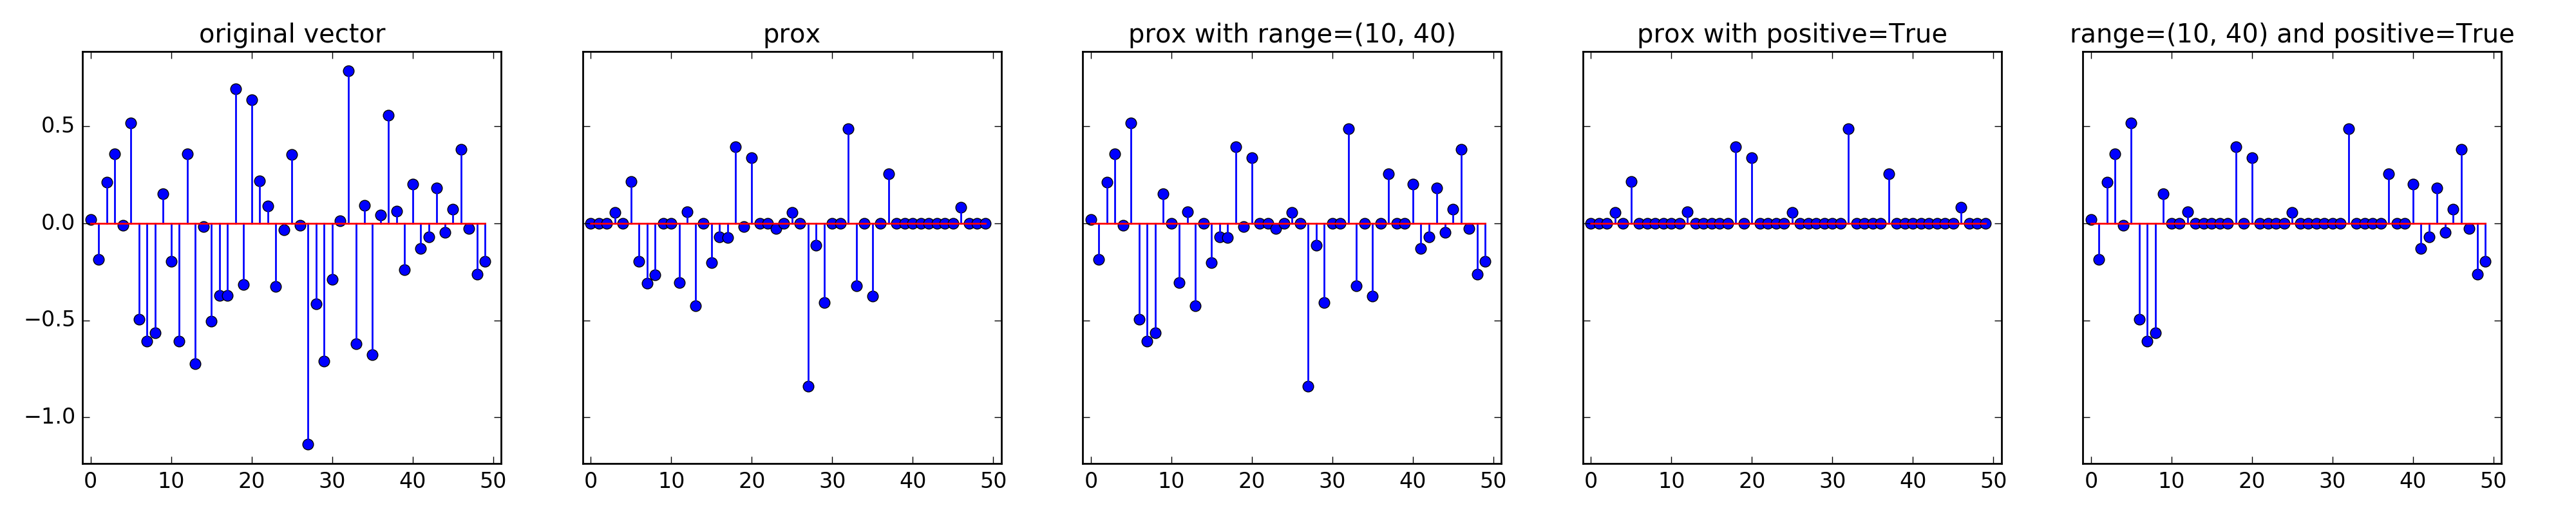 original vector
prox
prox with range=(10, 40)
prox with positive=True
range=(10, 40) and positive=True
0.5
0.0
−0.5
−1.0
0 10 20 30 40 50
0 10 20 30 40 50
0 10 20 30 40 50
0 10 20 30 40 50
0 10 20 30 40 50